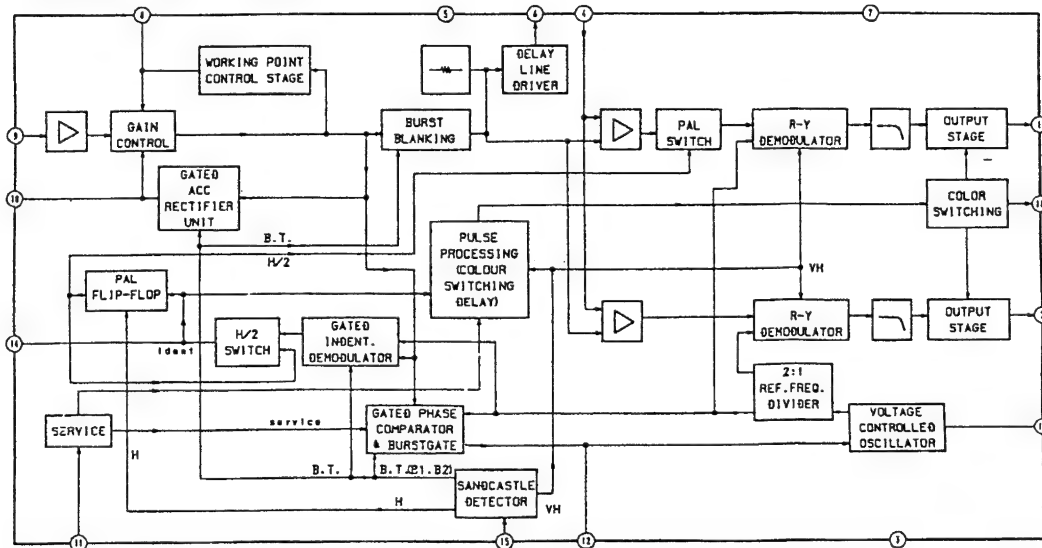 8
5
6
4
7
WORKING POINT
CONTROL STAGE
DELAY
LINE
DRIVER
9
GAIN
CONTROL
BURST
BLANKING
PAL
SWITCH
R-Y
DEMODULATOR
OUTPUT
STAGE
10
GATED
ACC
RECTIFIER
UNIT
COLOR
SWITCHING
B.T.
H/2
PULSE
PROCESSING
(COLOUR
SWITCHING
DELAY)
VH
PAL
FLIP-FLOP
14
Ident
H/2
SWITCH
GATED
INDENT.
DEMODULATOR
R-Y
DEMODULATOR
OUTPUT
STAGE
2:1
REF.FREQ.
DIVIDER
SERVICE
service
GATED PHASE
COMPARATOR
& BURSTGATE
VOLTAGE
CONTROLLED
OSCILLATOR
H
B.T.
B.T.(B1.B2)
H
SANDCASTLE
DETECTOR
VH
11
15
12
3